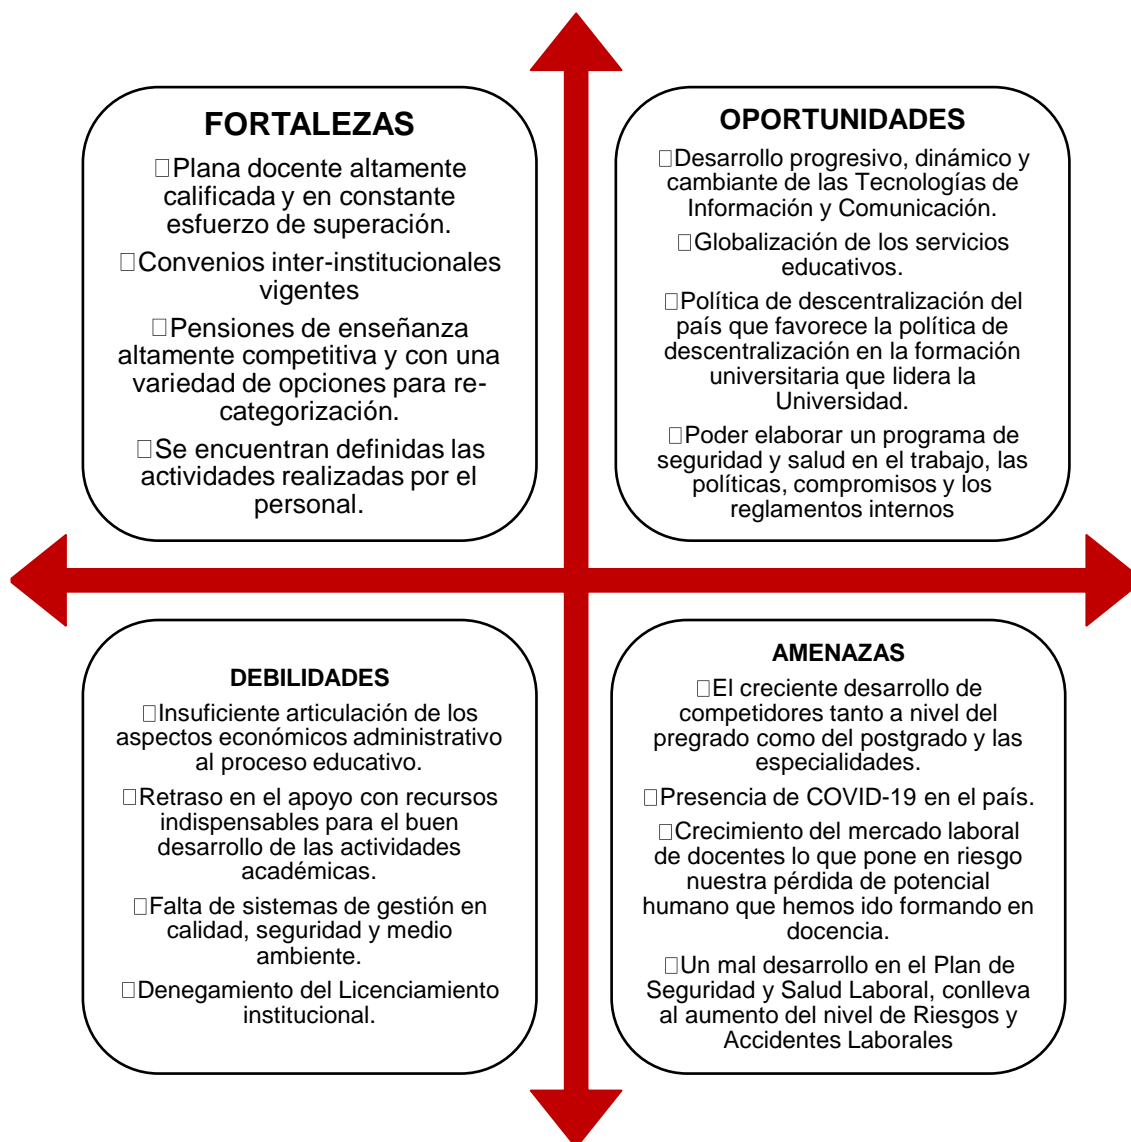 FORTALEZAS
□Plana docente altamente
calificada y en constante
esfuerzo de superación.
□Convenios inter-institucionales
vigentes
□Pensiones de enseñanza
altamente competitiva y con una
variedad de opciones para re-
categorización.
□Se encuentran definidas las
actividades realizadas por el
personal.
OPORTUNIDADES
□Desarrollo progresivo, dinámico y
cambiante de las Tecnologías de
Información y Comunicación.
□Globalización de los servicios
educativos.
□Política de descentralización del
país que favorece la política de
descentralización en la formación
universitaria que lidera la
Universidad.
□Poder elaborar un programa de
seguridad y salud en el trabajo, las
políticas, compromisos y los
reglamentos internos
DEBILIDADES
□Insuficiente articulación de los
aspectos económicos administrativo
al proceso educativo.
□Retraso en el apoyo con recursos
indispensables para el buen
desarrollo de las actividades
académicas.
□Falta de sistemas de gestión en
calidad, seguridad y medio
ambiente.
□Denegamiento del Licenciamiento
institucional.
AMENAZAS
□El creciente desarrollo de
competidores tanto a nivel del
pregrado como del postgrado y las
especialidades.
□Presencia de COVID-19 en el país.
□Crecimiento del mercado laboral
de docentes lo que pone en riesgo
nuestra pérdida de potencial
humano que hemos ido formando en
docencia.
□Un mal desarrollo en el Plan de
Seguridad y Salud Laboral, conlleva
al aumento del nivel de Riesgos y
Accidentes Laborales